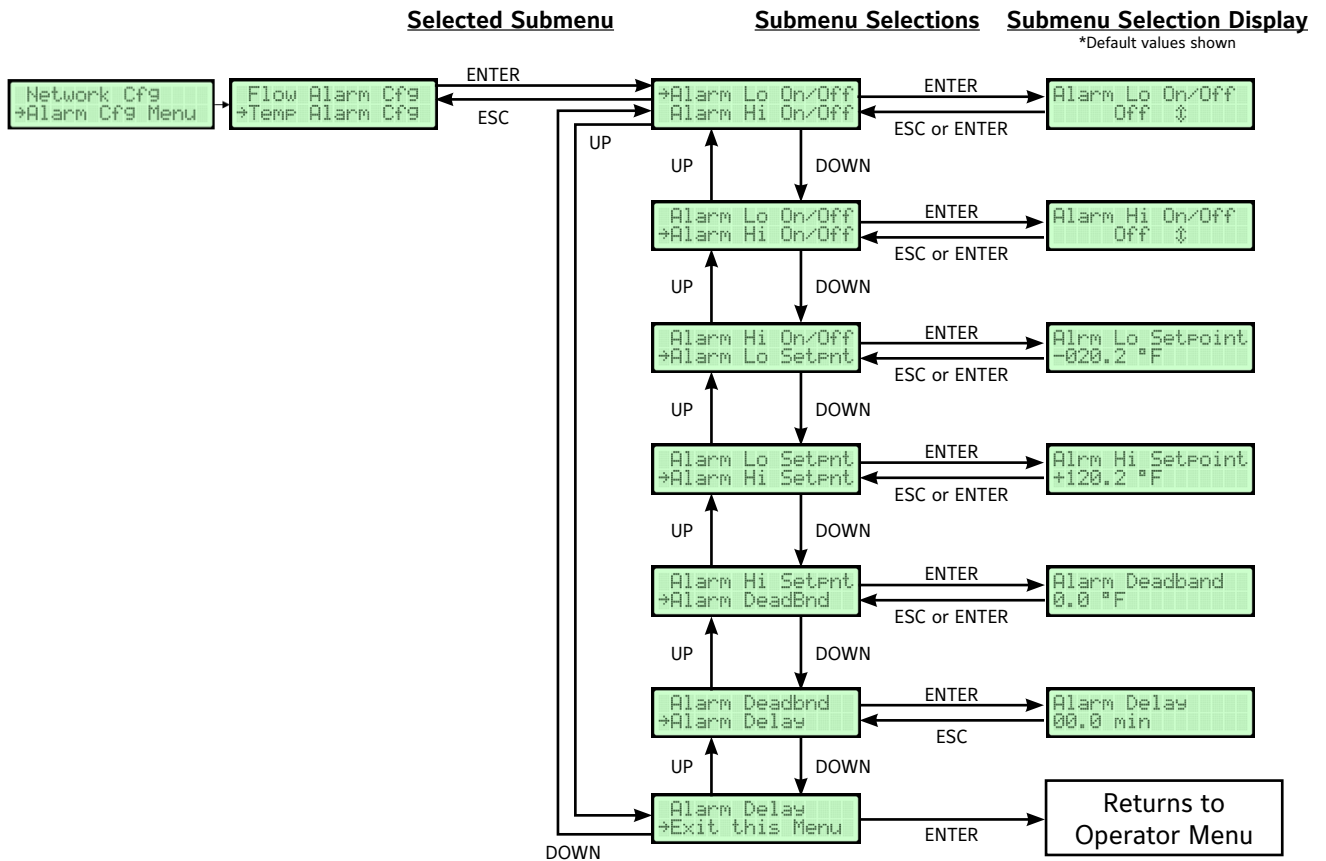 Selected Submenu
Submenu Selections
Submenu Selection Display
*Default values shown
Network Cfg
→Alarm Cfg Menu
Flow Alarm Cfg
→Temp Alarm Cfg
ENTER
ESC
→Alarm Lo On/Off
Alarm Hi On/Off
ENTER
ESC or ENTER
Alarm Lo On/Off
Off ⇕
UP
UP
DOWN
Alarm Lo On/Off
→Alarm Hi On/Off
ENTER
ESC or ENTER
Alarm Hi On/Off
Off ⇕
UP
DOWN
Alarm Hi On/Off
→Alarm Lo Setpnt
ENTER
ESC or ENTER
Alrm Lo Setpoint
-020.2 °F
UP
DOWN
Alarm Lo Setpnt
→Alarm Hi Setpnt
ENTER
ESC or ENTER
Alrm Hi Setpoint
+120.2 °F
UP
DOWN
Alarm Hi Setpnt
→Alarm DeadBnd
ENTER
ESC or ENTER
Alarm Deadband
0.0 °F
UP
DOWN
Alarm Deadbnd
→Alarm Delay
ENTER
ESC
Alarm Delay
00.0 min
UP
DOWN
Alarm Delay
→Exit this Menu
ENTER
Returns to
Operator Menu
DOWN